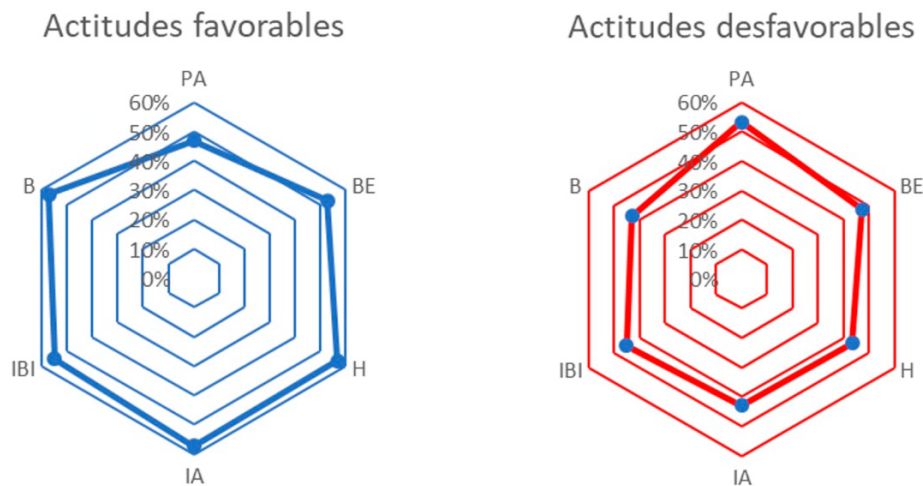 Actitudes favorables
PA
60%
50%
40%
30%
20%
10%
0%
B
BE
IBI
H
IA
Actitudes desfavorables
PA
60%
50%
40%
30%
20%
10%
0%
B
BE
IBI
H
IA